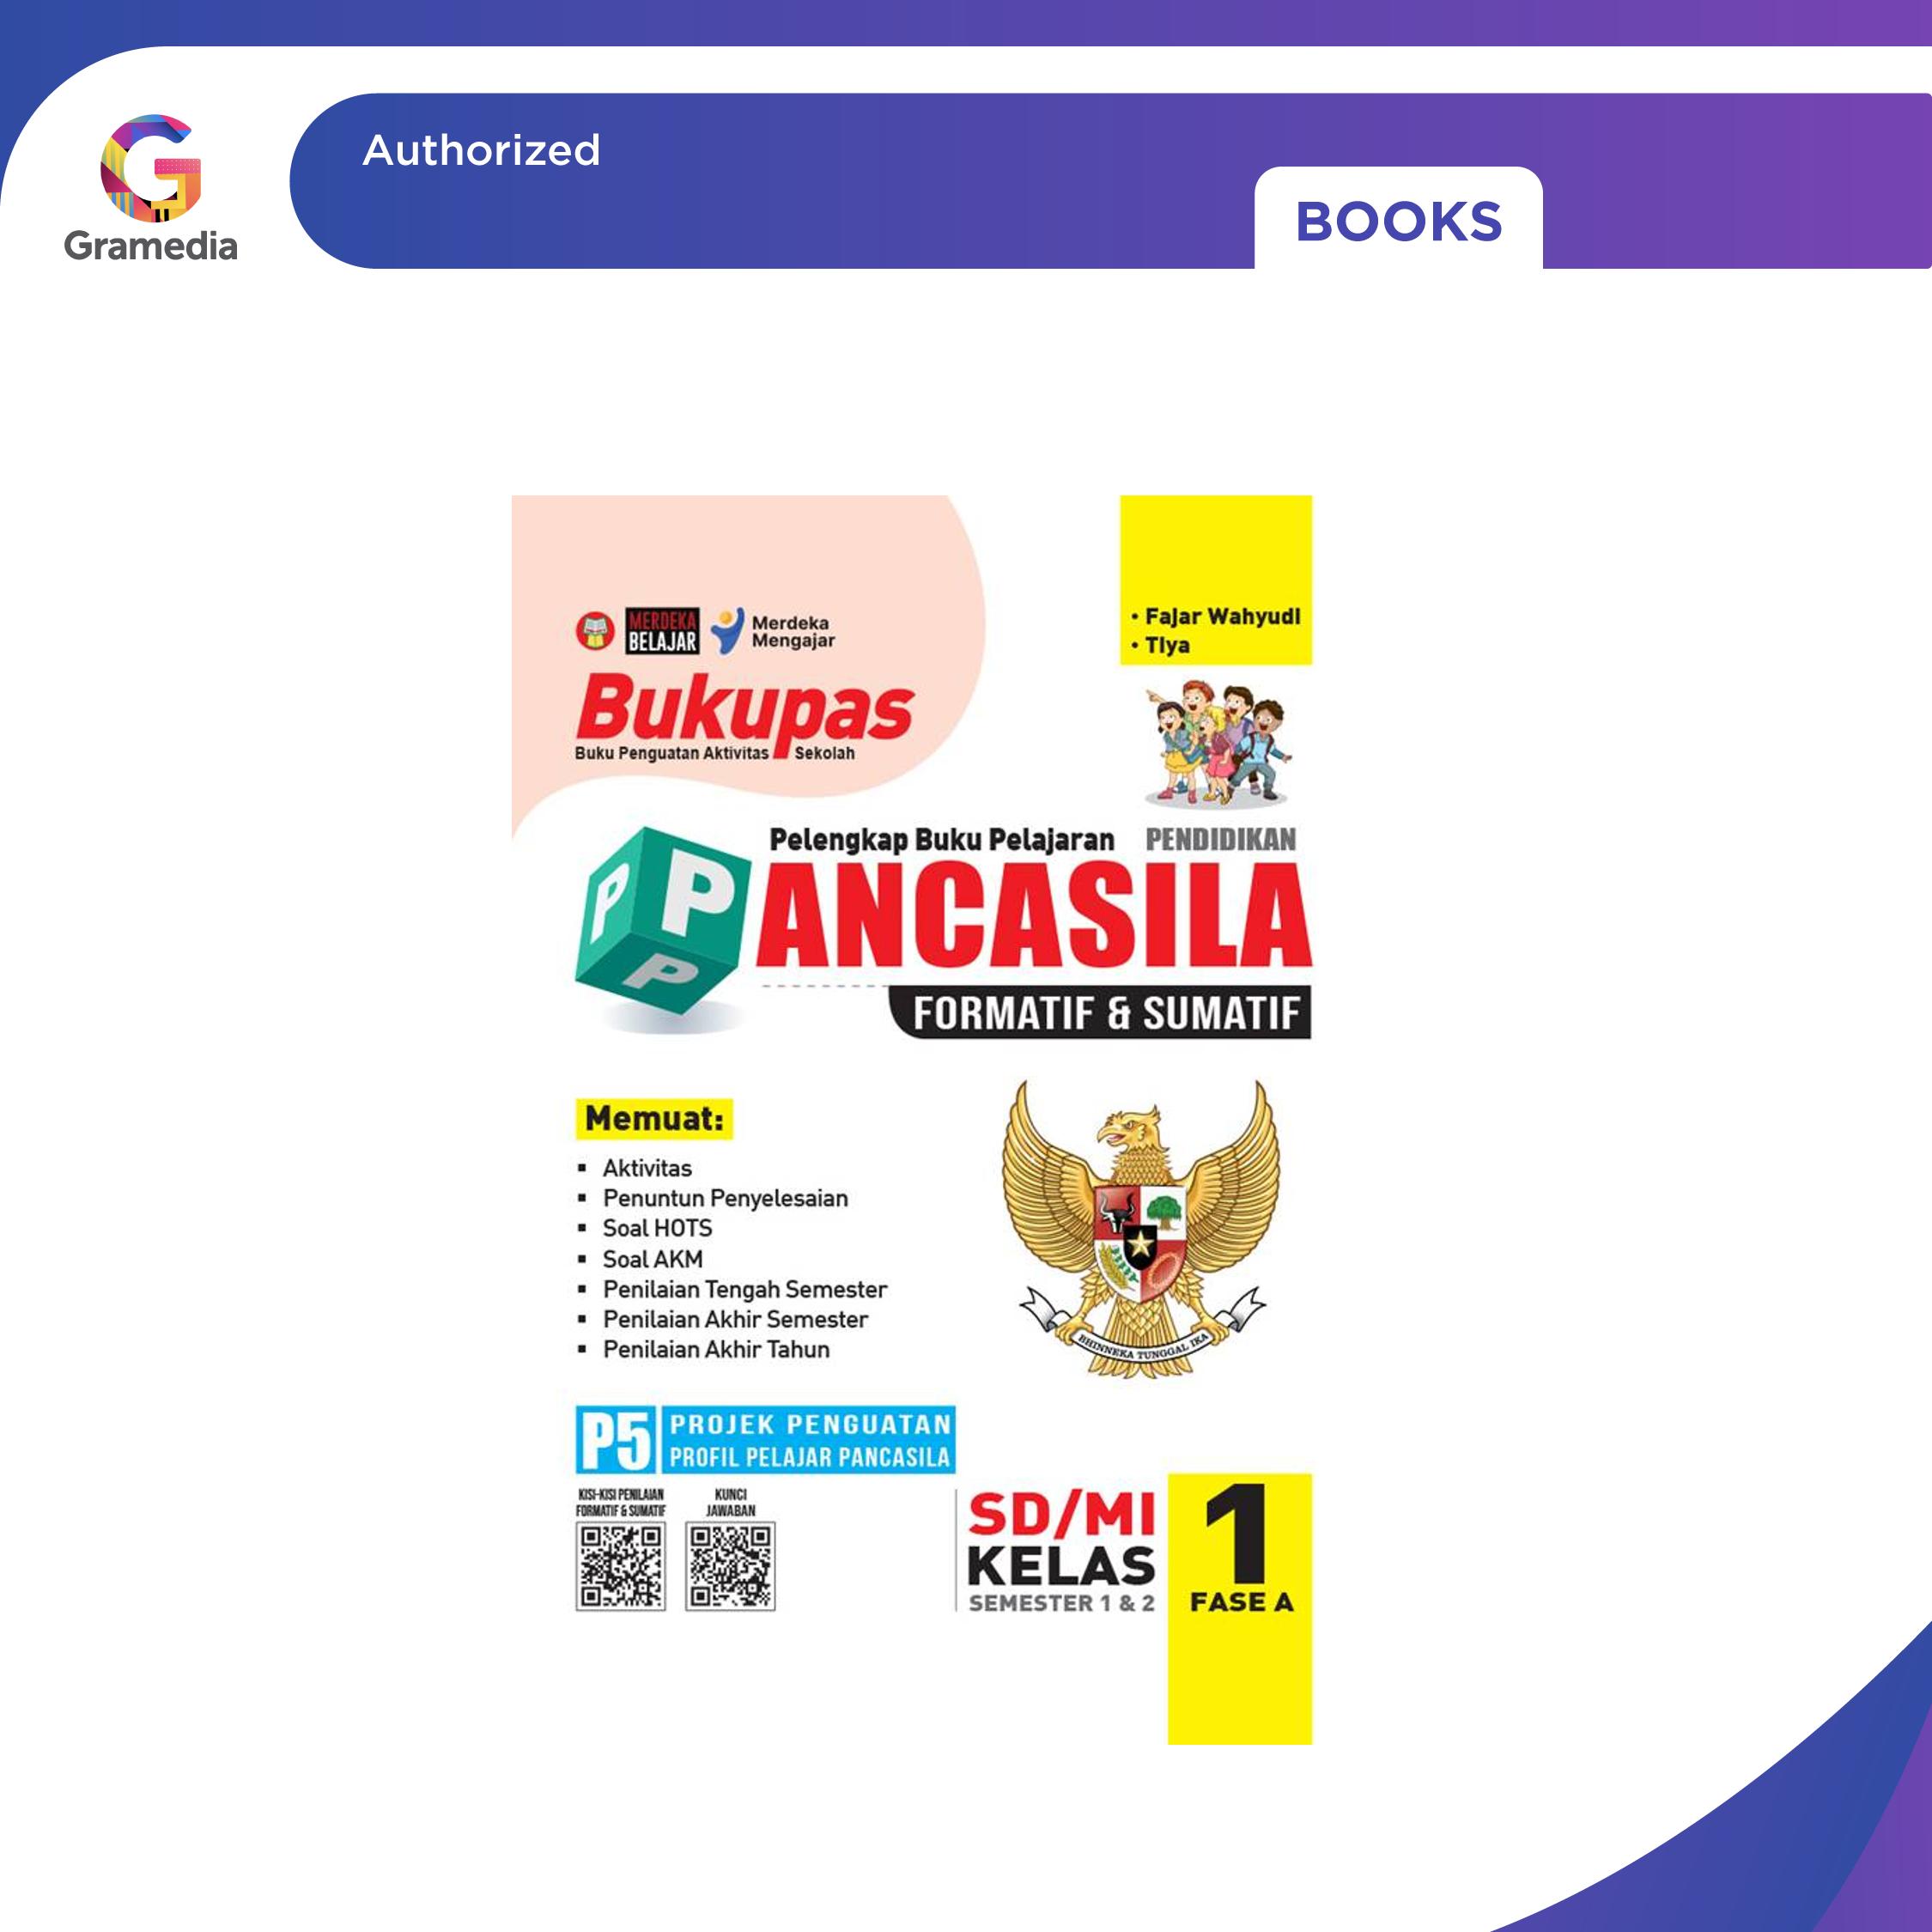 Gramedia
Authorized
BOOKS
• Fajar Wahyudi
• Tiya
MERDEKA
BELAJAR
Merdeka
Mengajar
Bukupas
Buku Penguatan Aktivitas Sekolah
Pelengkap Buku Pelajaran PENDIDIKAN
PANCASILA
P
P
FORMATIF & SUMATIF
Memuat:
▪ Aktivitas
▪ Penuntun Penyelesaian
▪ Soal HOTS
▪ Soal AKM
▪ Penilaian Tengah Semester
▪ Penilaian Akhir Semester
▪ Penilaian Akhir Tahun
BHINNEKA TUNGGAL IKA
P5 PROJEK PENGUATAN
PROFIL PELAJAR PANCASILA
KISI-KISI PENILAIAN
FORMATIF & SUMATIF
KUNCI
JAWABAN
SD/MI
KELAS
SEMESTER 1 & 2
1
FASE A